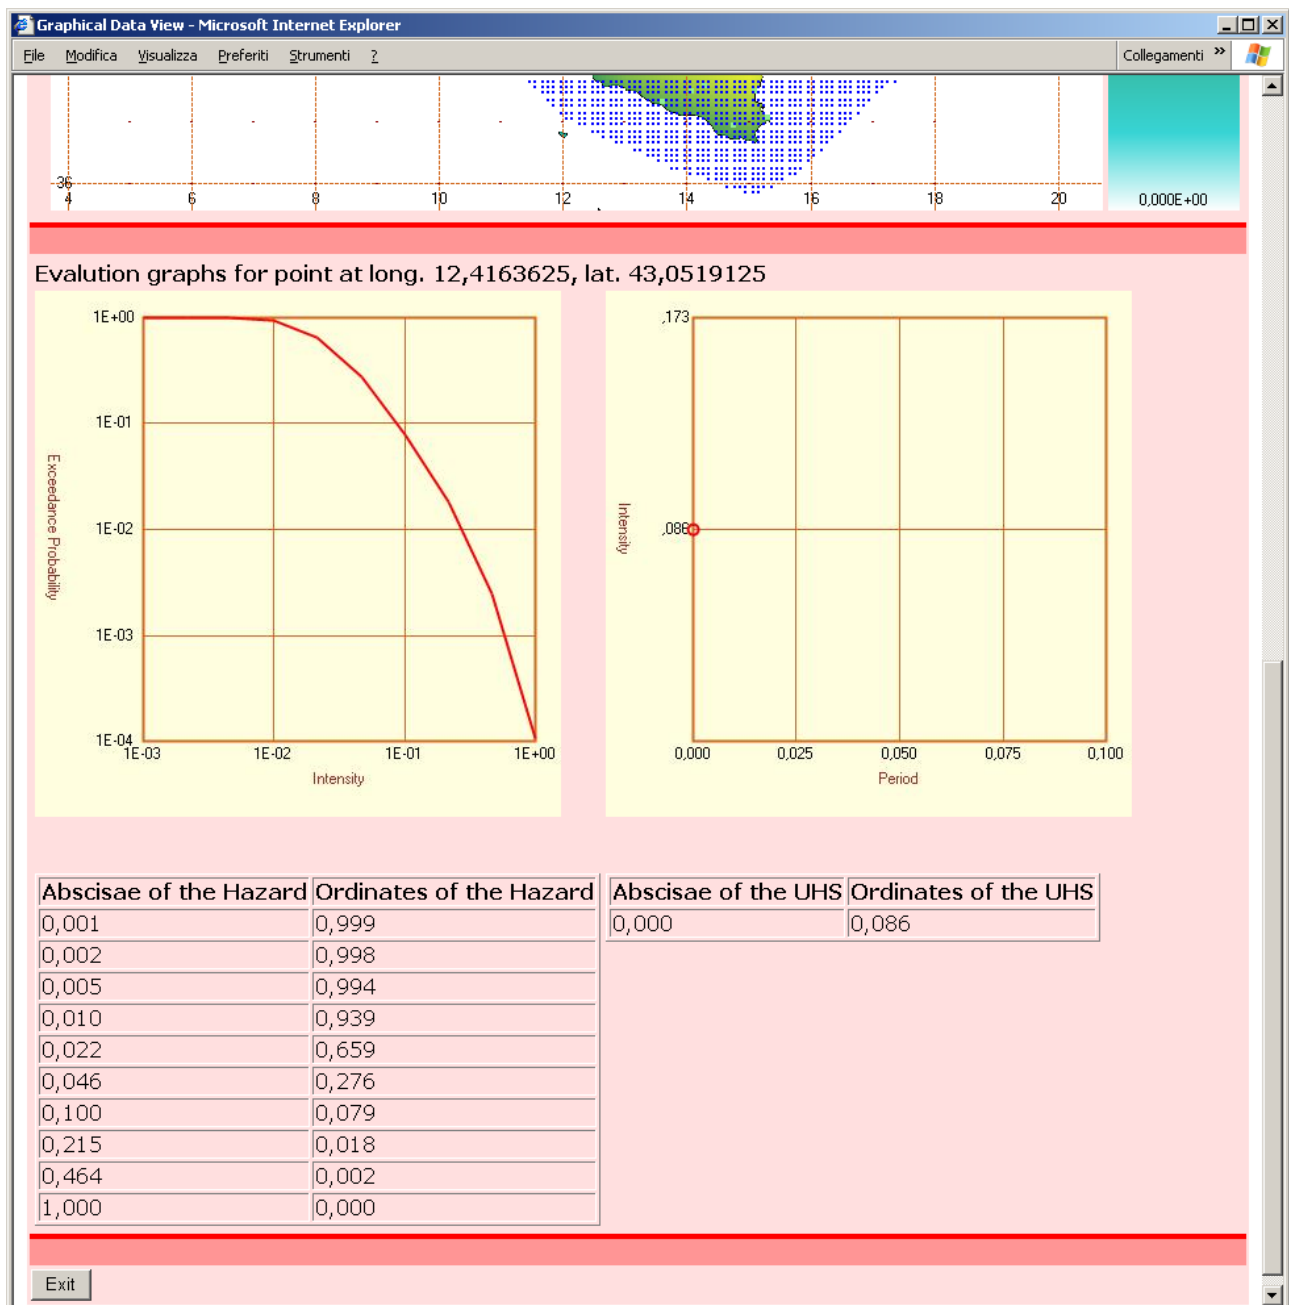 Graphical Data View - Microsoft Internet Explorer
File Modifica Visualizza Preferiti Strumenti ? Collegamenti »
36
4 6 8 10 12 14 16 18 20 0,000E+00
Evalution graphs for point at long. 12,4163625, lat. 43,0519125
1E+00
1E-01
1E-02
1E-03
1E-04
Exceedance Probability
1E-03 1E-02 1E-01 1E+00
Intensity
,173
,086
Intensity
0,000 0,025 0,050 0,075 0,100
Period
Abscisae of the Hazard Ordinates of the Hazard
0,001 0,999
0,002 0,998
0,005 0,994
0,010 0,939
0,022 0,659
0,046 0,276
0,100 0,079
0,215 0,018
0,464 0,002
1,000 0,000
Abscisae of the UHS Ordinates of the UHS
0,000 0,086
Exit